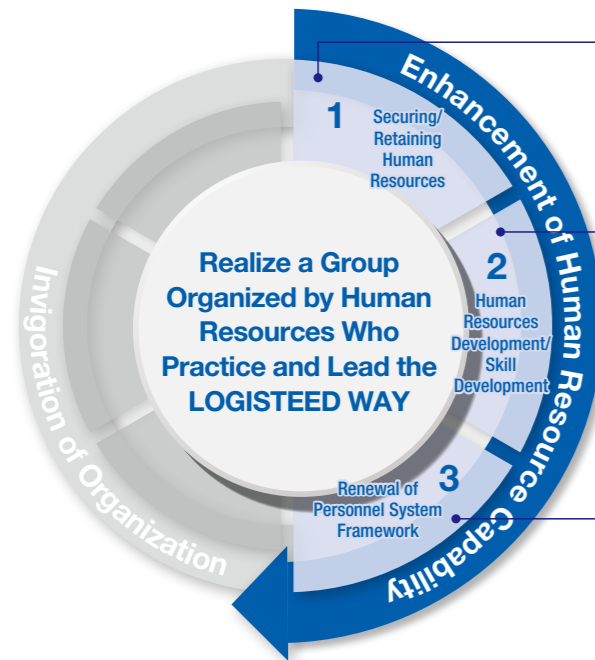 Enhancement of Human Resource Capability
1
Securing/
Retaining
Human
Resources
2
Human
Resources
Development/
Skill
Development
3
Renewal of
Personnel System
Framework
Realize a Group
Organized by Human
Resources Who
Practice and Lead the
LOGISTEED WAY
Invigoration of Organization